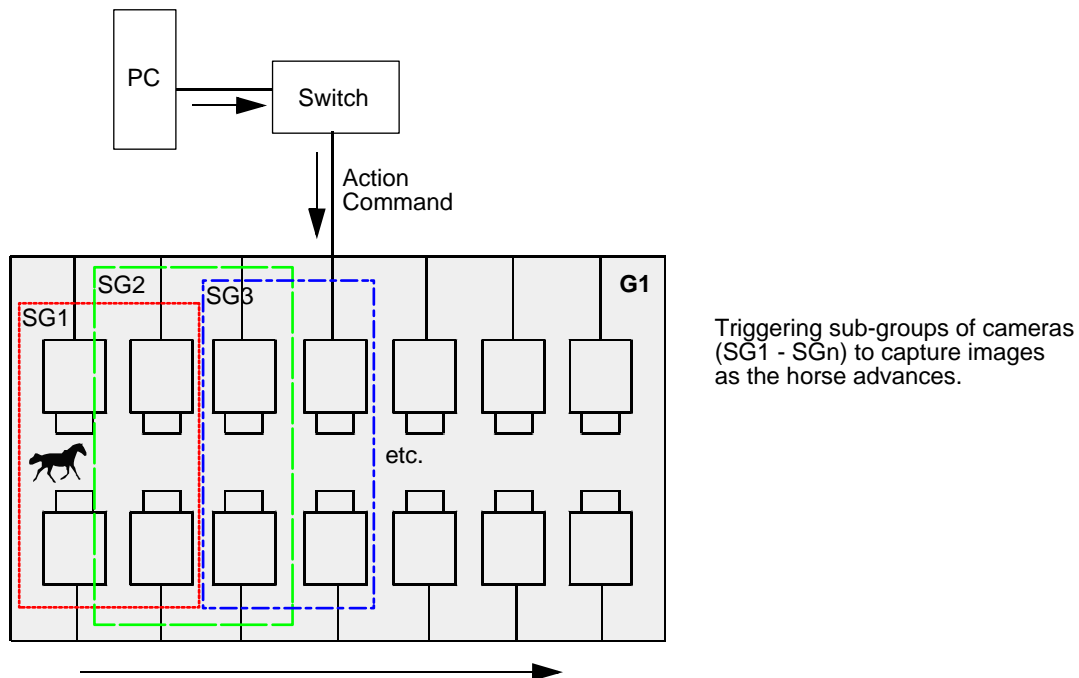 PC
Switch
Action
Command
SG2
SG3
G1
SG1
Triggering sub-groups of cameras
(SG1 - SGn) to capture images
as the horse advances.
etc.